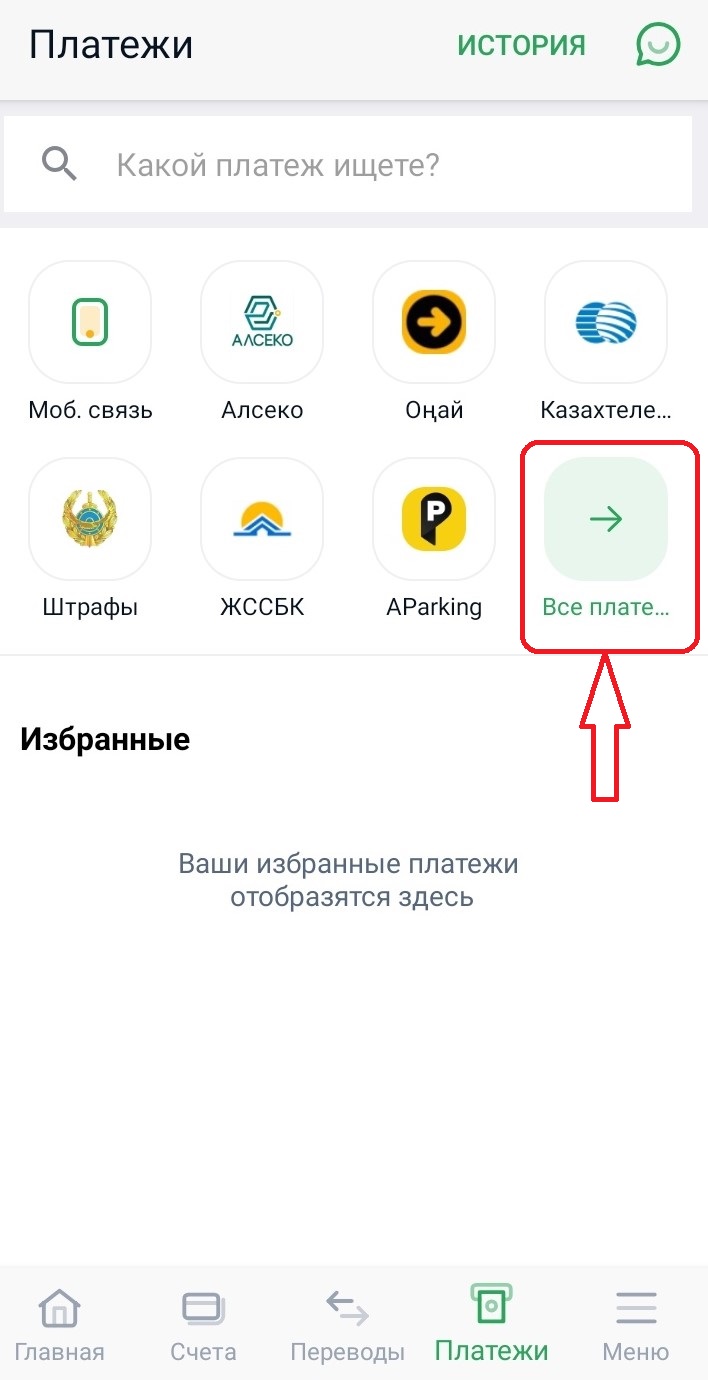 Платежи
ИСТОРИЯ
Какой платеж ищете?
АЛСЕКО
Моб. связь
Алсеко
Оңай
Казахтеле...
P
Штрафы
ЖССБК
AParking
Все плате...
Избранные
Ваши избранные платежи
отобразятся здесь
Главная
Счета
Переводы
Платежи
Меню